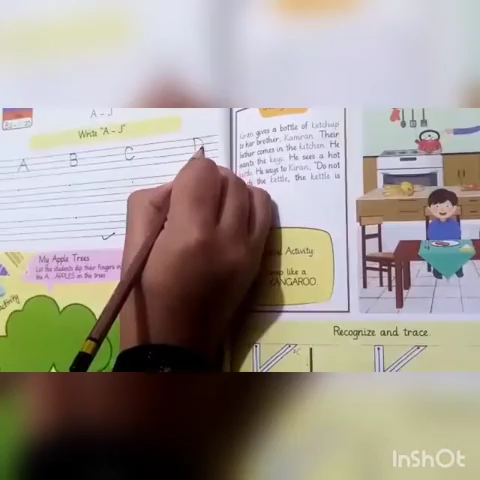 A - J
Write "A - J"
A B C D
My Apple Trees
Let the students dip their fingers in
the A APPLES on the trees
Activity
gives a bottle of ketchup
to her brother, Kamran. Their
father comes in the kitchen. He
wants the keys. He sees a hot
kettle. He says to Kiran, "Do not
the kettle, the kettle is
Activity
like a
KANGAROO.
Recognize and trace.
K K
InShOt